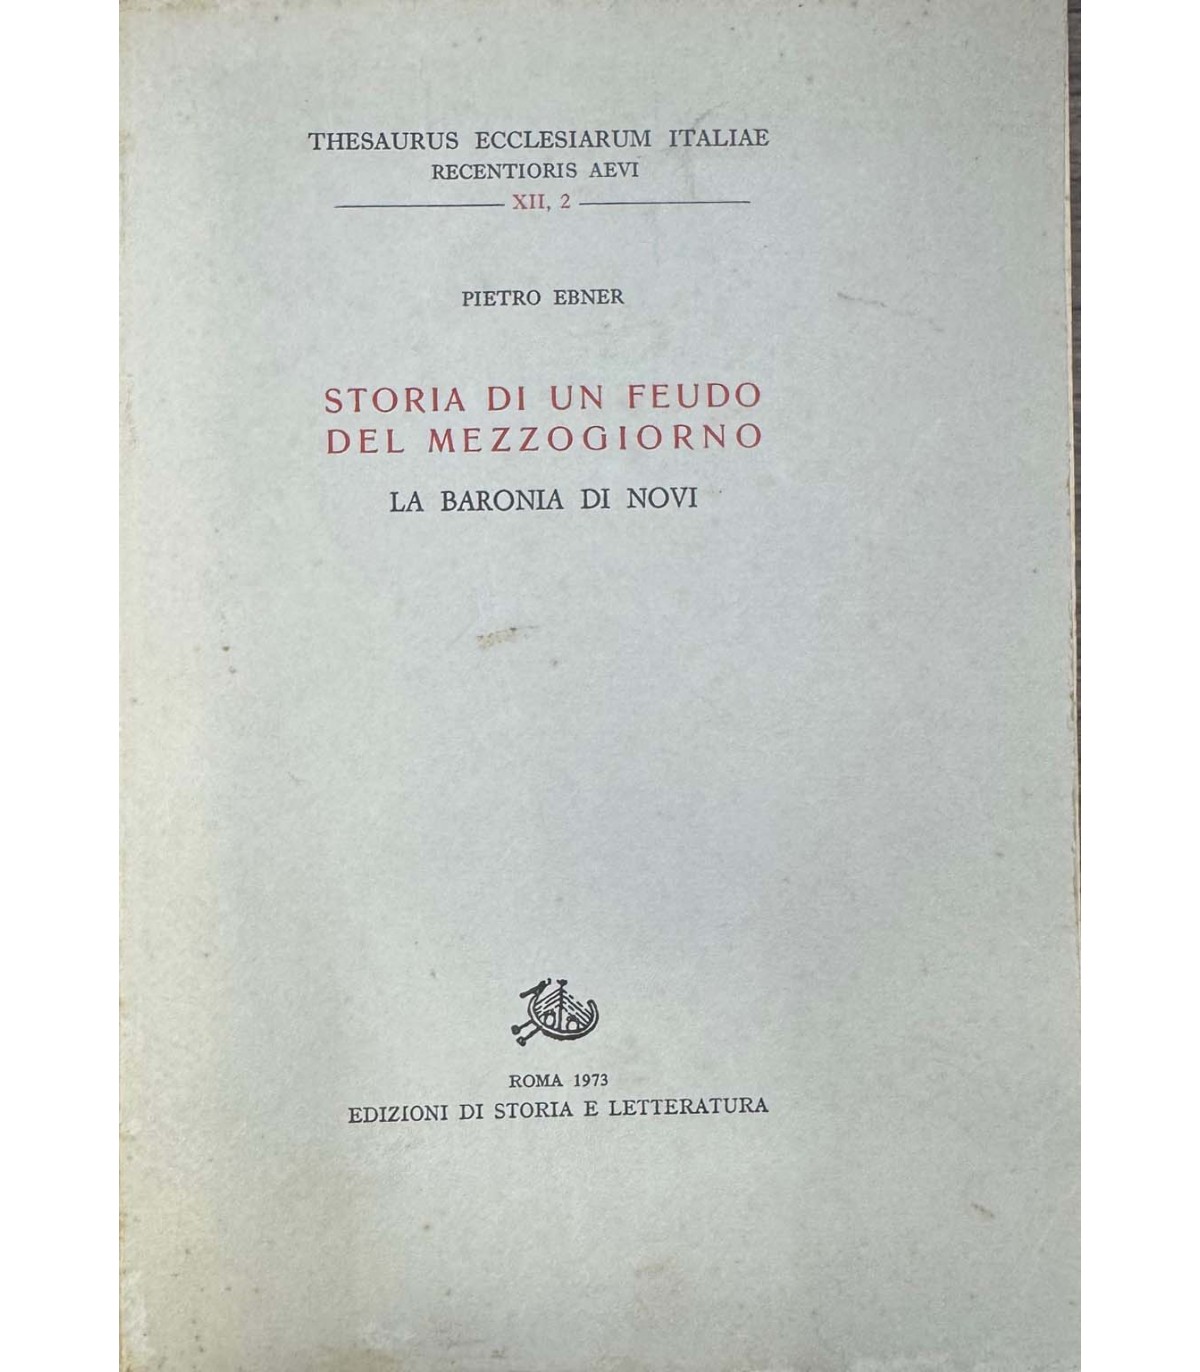 THESAURUS ECCLESIARUM ITALIAE
RECENTIORIS AEVI
XII, 2
PIETRO EBNER
STORIA DI UN FEUDO
DEL MEZZOGIORNO
LA BARONIA DI NOVI
ROMA 1973
EDIZIONI DI STORIA E LETTERATURA